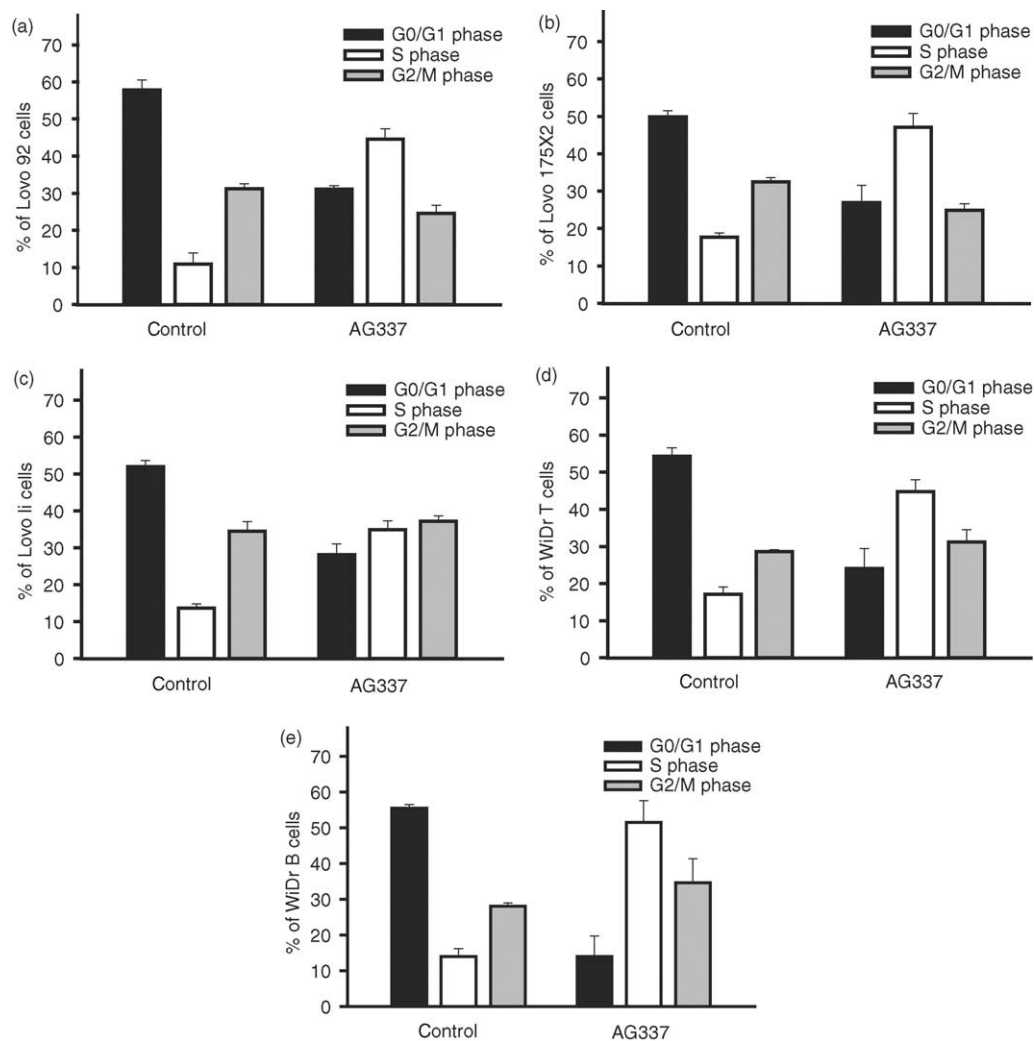 (a)
% of Lovo 92 cells
70
60
50
40
30
20
10
0
G0/G1 phase
S phase
G2/M phase
Control
AG337
(b)
% of Lovo 175X2 cells
70
60
50
40
30
20
10
0
G0/G1 phase
S phase
G2/M phase
Control
AG337
(c)
% of Lovo li cells
70
60
50
40
30
20
10
0
G0/G1 phase
S phase
G2/M phase
Control
AG337
(d)
% of WiDr T cells
70
60
50
40
30
20
10
0
G0/G1 phase
S phase
G2/M phase
Control
AG337
(e)
% of WiDr B cells
70
60
50
40
30
20
10
0
G0/G1 phase
S phase
G2/M phase
Control
AG337